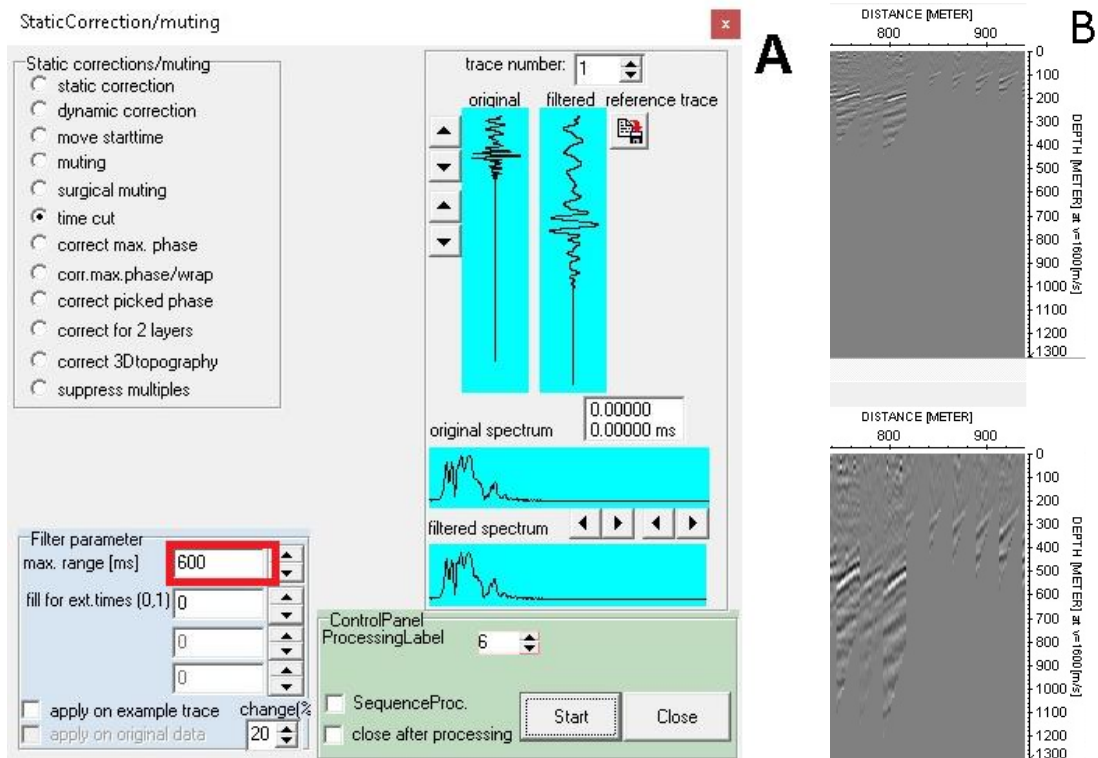 StaticCorrection/muting
x
Static corrections/muting
static correction
dynamic correction
move starttime
muting
surgical muting
time cut
correct max. phase
corr.max.phase/wrap
correct picked phase
correct for 2 layers
correct 3Dtopography
suppress multiples
trace number: 1
original filtered reference trace
0.00000
original spectrum 0.00000 ms
filtered spectrum
Filter parameter
max. range [ms] 600
fill for ext.times (0,1) 0
0
0
apply on example trace change(%
apply on original data 20
ControlPanel
ProcessingLabel 6
SequenceProc.
close after processing
Start
Close
A
B
DISTANCE [METER]
800 900
0
100
200
300
400
500
600
700
800
900
1000
1100
1200
1300
DEPTH [METER] at v=1600[m/s]
DISTANCE [METER]
800 900
0
100
200
300
400
500
600
700
800
900
1000
1100
1200
1300
DEPTH [METER] at v=1600[m/s]